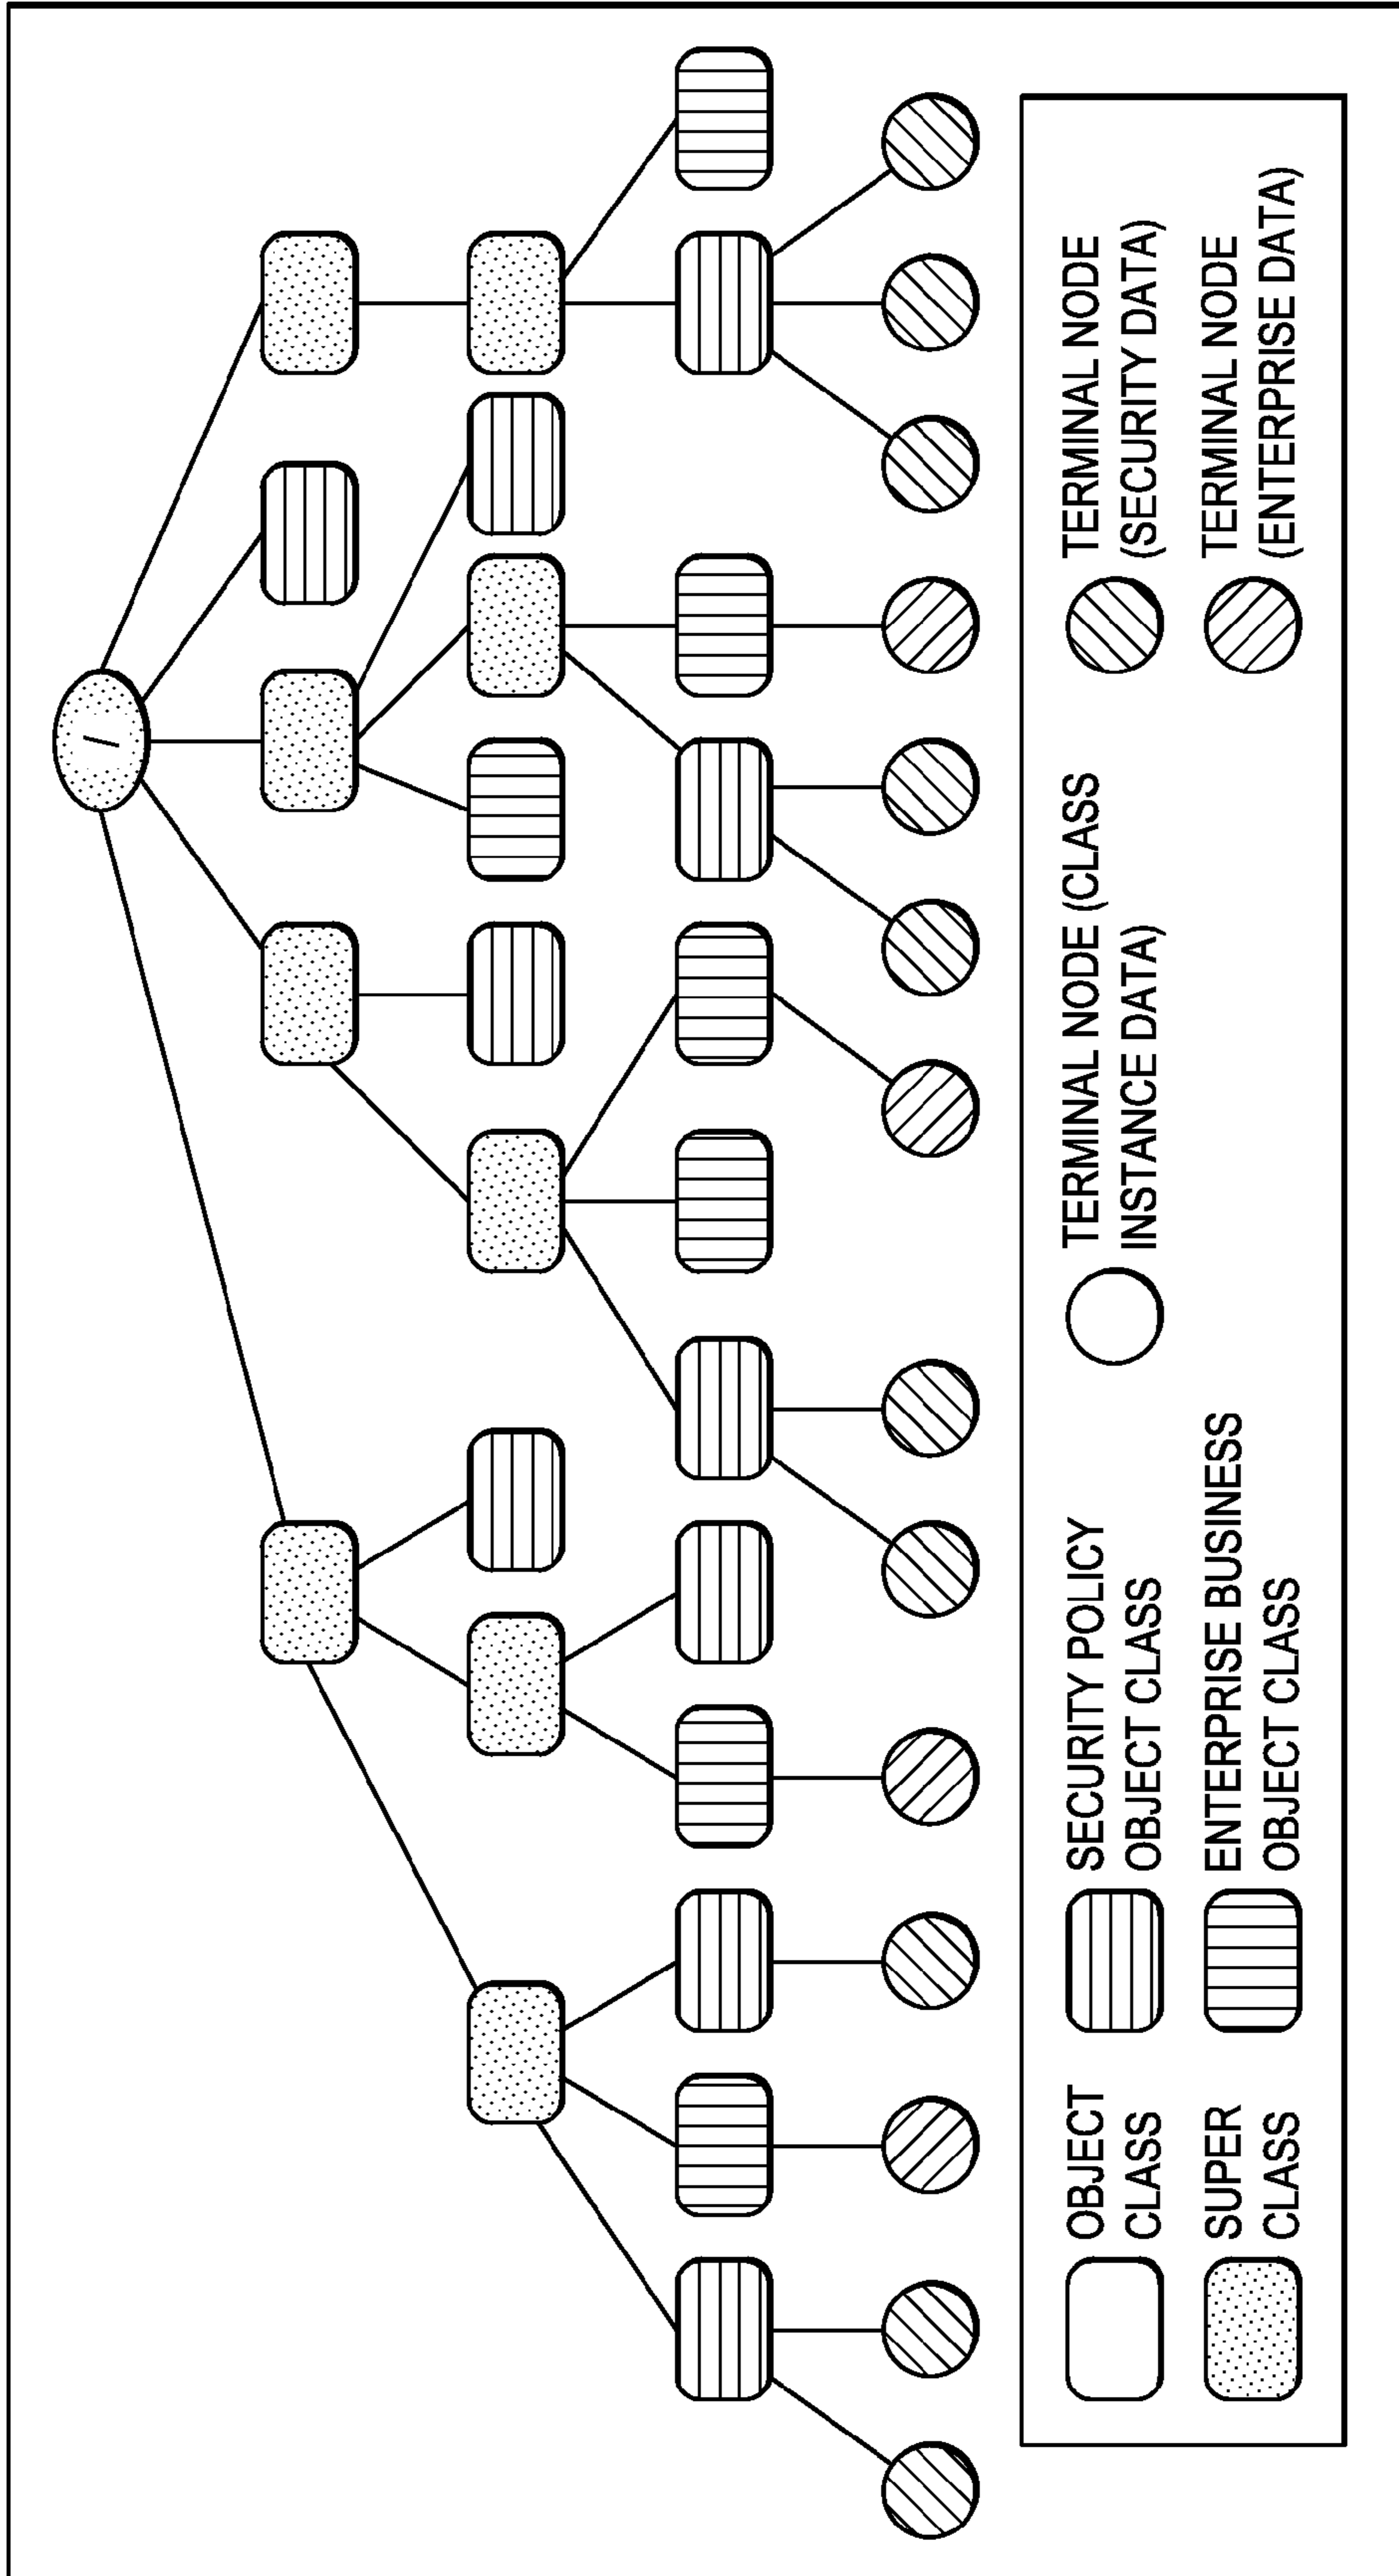 /
OBJECT
CLASS
SECURITY POLICY
OBJECT CLASS
TERMINAL NODE (CLASS
INSTANCE DATA)
TERMINAL NODE
(SECURITY DATA)
SUPER
CLASS
ENTERPRISE BUSINESS
OBJECT CLASS
TERMINAL NODE
(ENTERPRISE DATA)